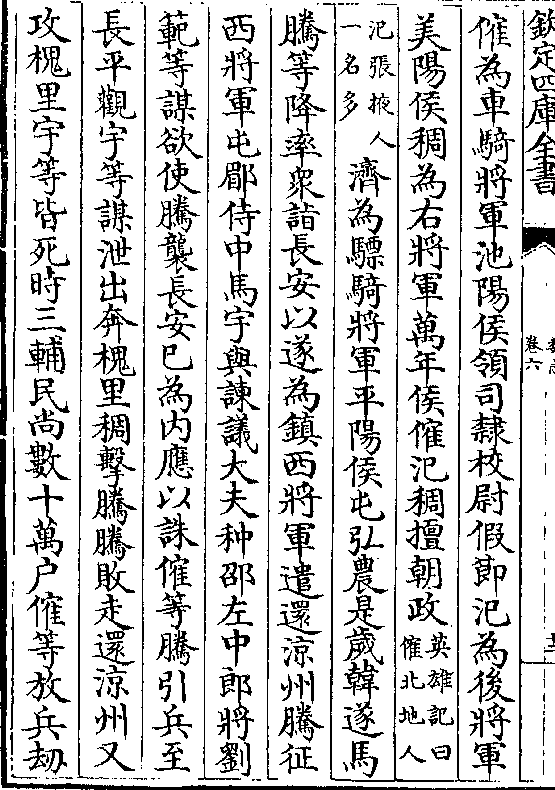 欽定四庫全書
卷六
傕為車騎將軍池陽侯領司隸校尉假節汜為後將軍
美陽侯稠為右將軍萬年侯傕汜稠擅朝政
英雄記曰
傕北地人
汜張掖人
一名多
濟為驃騎將軍平陽侯屯弘農是歲韓遂馬
騰等降率衆詣長安以遂為鎮西將軍遣還涼州騰征
西將軍屯郿侍中馬宇與諫議大夫种邵左中郎將劉
範等謀欲使騰襲長安已為内應以誅傕等騰引兵至
長平觀宇等謀泄出奔槐里稠擊騰騰敗走還涼州又
攻槐里宇等皆死時三輔民尚數十萬户傕等放兵刼